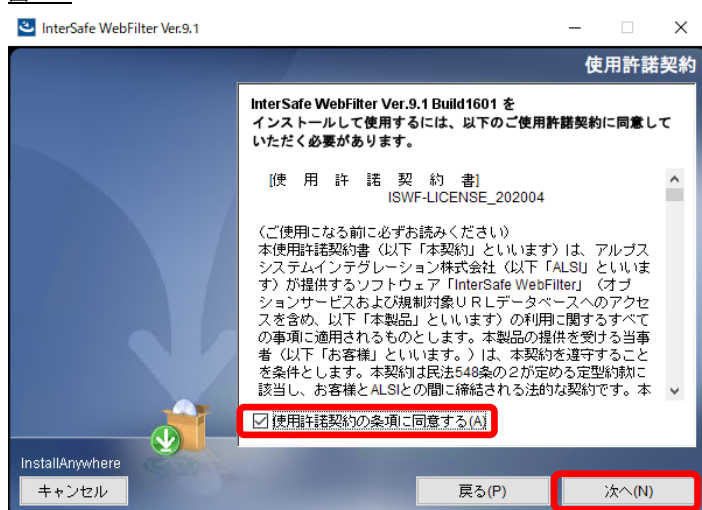 InterSafe WebFilter Ver.9.1
使用許諾契約
InterSafe WebFilter Ver.9.1 Build1601 を
インストールして使用するには、以下のご使用許諾契約に同意して
いただく必要があります。
[使 用 許 諾 契 約 書]
ISWF-LICENSE_202004
（ご使用になる前に必ずお読みください）
本使用許諾契約書（以下「本契約」といいます）は、アルプス
システムインテグレーション株式会社（以下「ALSI」といいま
す）が提供するソフトウェア「InterSafe WebFilter」（オプ
ションサービスおよび規制対象ＵＲＬデータベースへのアクセ
スを含め、以下「本製品」といいます）の利用に関するすべて
の事項に適用されるものとします。本製品の提供を受ける当事
者（以下「お客様」といいます。）は、本契約を遵守すること
を条件とします。本契約は民法548条の２が定める定型約款に
該当し、お客様とALSIとの間に締結される法的な契約です。本
使用許諾契約の条項に同意する(A)
InstallAnywhere
キャンセル
戻る(P)
次へ(N)